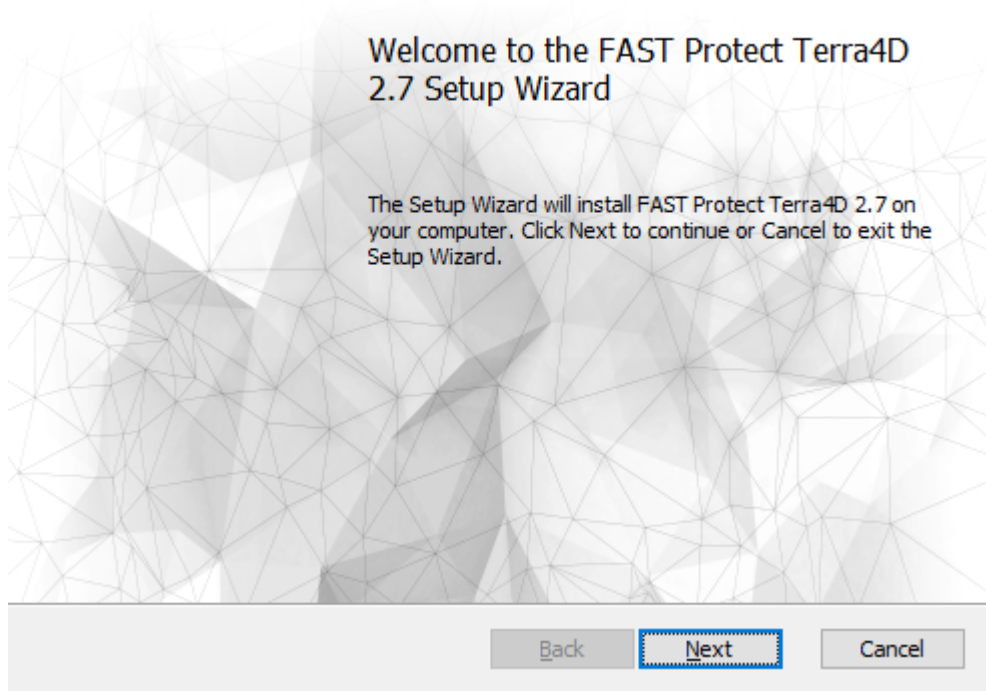 Welcome to the FAST Protect Terra4D
2.7 Setup Wizard
The Setup Wizard will install FAST Protect Terra4D 2.7 on
your computer. Click Next to continue or Cancel to exit the
Setup Wizard.
Back Next Cancel